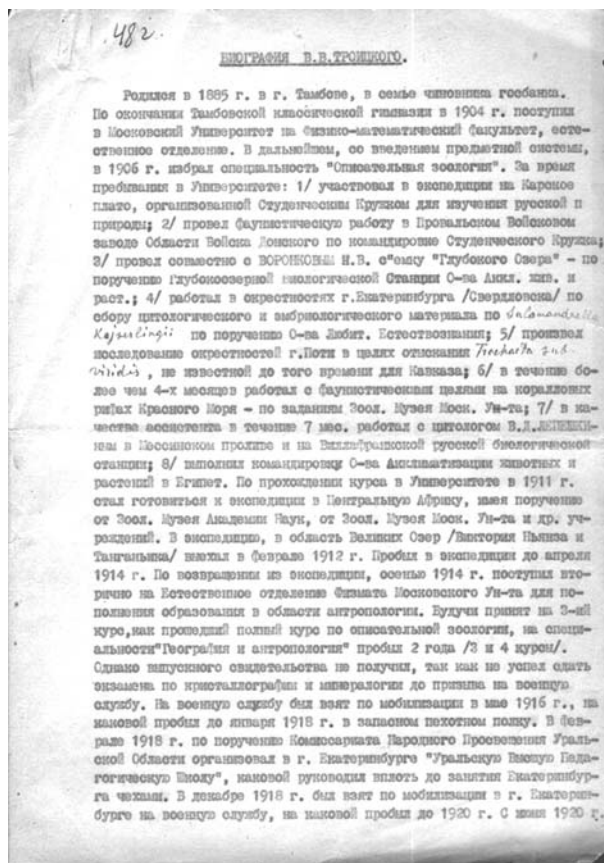 48 г.
БИОГРАФИЯ В.В.ТРОИЦКОГО.
Родился в 1885 г. в г. Тамбове, в семье чиновника госбанка.
По окончании Тамбовской классической гимназии в 1904 г. поступил
в Московский Университет на Физико-математический факультет, есте-
ственное отделение. В дальнейшем, со введением предметной системы,
в 1906 г. избрал специальность "Описательная зоология". За время
пребывания в Университете: 1/ участвовал в экспедиции на Карское
плато, организованной Студенческим Кружком для изучения русской п
природы; 2/ провел фаунистическую работу в Провальском Войсковом
заводе Области Войска Донского по командировке Студенческого Кружка;
3/ провел совместно с ВОРОНКОВЫМ Н.В. с"емку "Глубокого Озера" - по
поручению Глубокоозерной Биологической Станции О-ва Аккл. жив. и
раст.; 4/ работал в окрестностях г.Екатеринбурга /Свердловска/ по
сбору цитологического и эмбриологического материала по Salamandrella
Kejserlingii по поручению О-ва Любит. Естествознания; 5/ произвел
исследование окрестностей г.Поти в целях отыскания Trochaeta sub-
viridis, не известной до того времени для Кавказа; 6/ в течение бо-
лее чем 4-х месяцев работал с фаунистическими целями на коралловых
рифах Красного Моря - по заданиям Зоол. Музея Моск. Ун-та; 7/ в ка-
честве ассистента в течение 7 мес. работал с цитологом В.Д.ЛЕПЕШКИ-
ным в Мессинском проливе и на Виллафранкской русской биологической
станции; 8/ выполнил командировку О-ва Акклиматизации животных и
растений в Египет. По прохождении курса в Университете в 1911 г.
стал готовиться к экспедиции в Центральную Африку, имея поручение
от Зоол. Музея Академии Наук, от Зоол. Музея Моск. Ун-та и др. уч-
реждений. В экспедицию, в область Великих Озер /Виктория Ньянза и
Танганьика/ выехал в феврале 1912 г. Пробыл в экспедиции до апреля
1914 г. По возвращении из экспедиции, осенью 1914 г. поступил вто-
рично на Естественное отделение Физмата Московского Ун-та для по-
полнения образования в области антропологии. Будучи принят на 3-ий
курс,как прошедший полный курс по описательной зоологии, на специ-
альности"География и антропология" пробыл 2 года /3 и 4 курсы/.
Однако выпускного свидетельства не получил, так как не успел сдать
экзамена по кристаллографии и минералогии до призыва на военную
службу. На военную службу был взят по мобилизации в мае 1916 г., на
каковой пробыл до января 1918 г. в запасном пехотном полку. В фев-
рале 1918 г. по поручению Комиссариата Народного Просвещения Ураль-
ской Области организовал в г. Екатеринбурге "Уральскую Высшую Педа-
гогическую Школу", каковой руководил вплоть до занятия Екатеринбур-
га чехами. В декабре 1918 г. был взят по мобилизации в г. Екатерин-
бурге на военную службу, на каковой пробыл до 1920 г. С июня 1920 г.